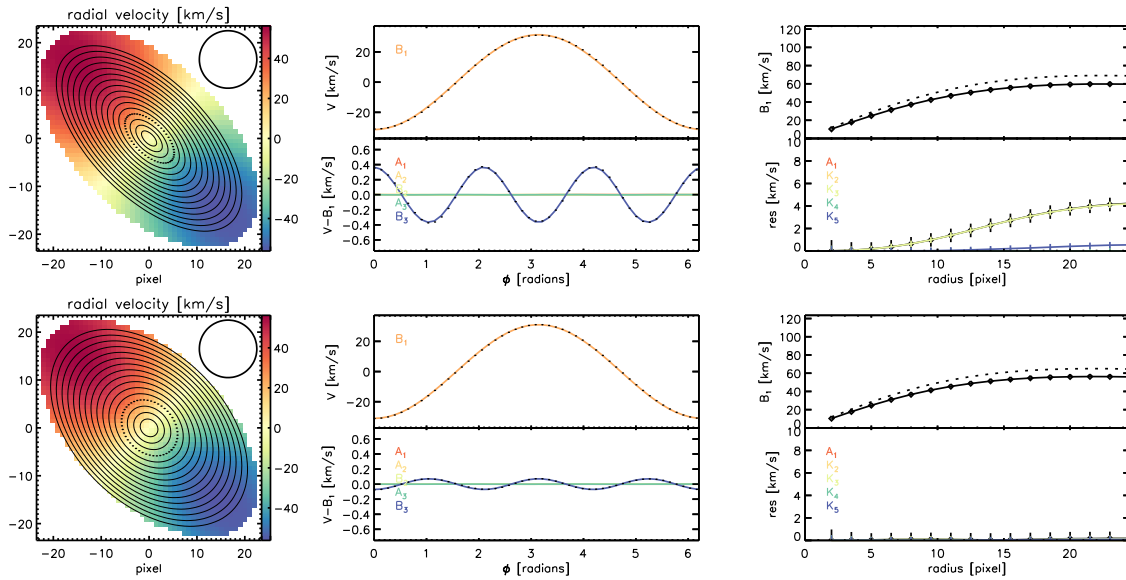 radial velocity [km/s]
20
10
0
−10
−20
−20 −10 0 10 20
pixel
40
20
0
−20
−40
V [km/s]
20
0
−20
B1
V−B1 [km/s]
0.6
0.4
0.2
0.0
−0.2
−0.4
−0.6
A1
A2
A3
B3
0 1 2 3 4 5 6
ϕ [radians]
B1 [km/s]
120
100
80
60
40
20
0
res [km/s]
10
8
6
4
2
0
A1
K2
K3
K4
K5
0 5 10 15 20
radius [pixel]
radial velocity [km/s]
20
10
0
−10
−20
−20 −10 0 10 20
pixel
40
20
0
−20
−40
V [km/s]
20
0
−20
B1
V−B1 [km/s]
0.6
0.4
0.2
0.0
−0.2
−0.4
−0.6
A1
A2
A3
B3
0 1 2 3 4 5 6
ϕ [radians]
B1 [km/s]
120
100
80
60
40
20
0
res [km/s]
10
8
6
4
2
0
A1
K2
K3
K4
K5
0 5 10 15 20
radius [pixel]